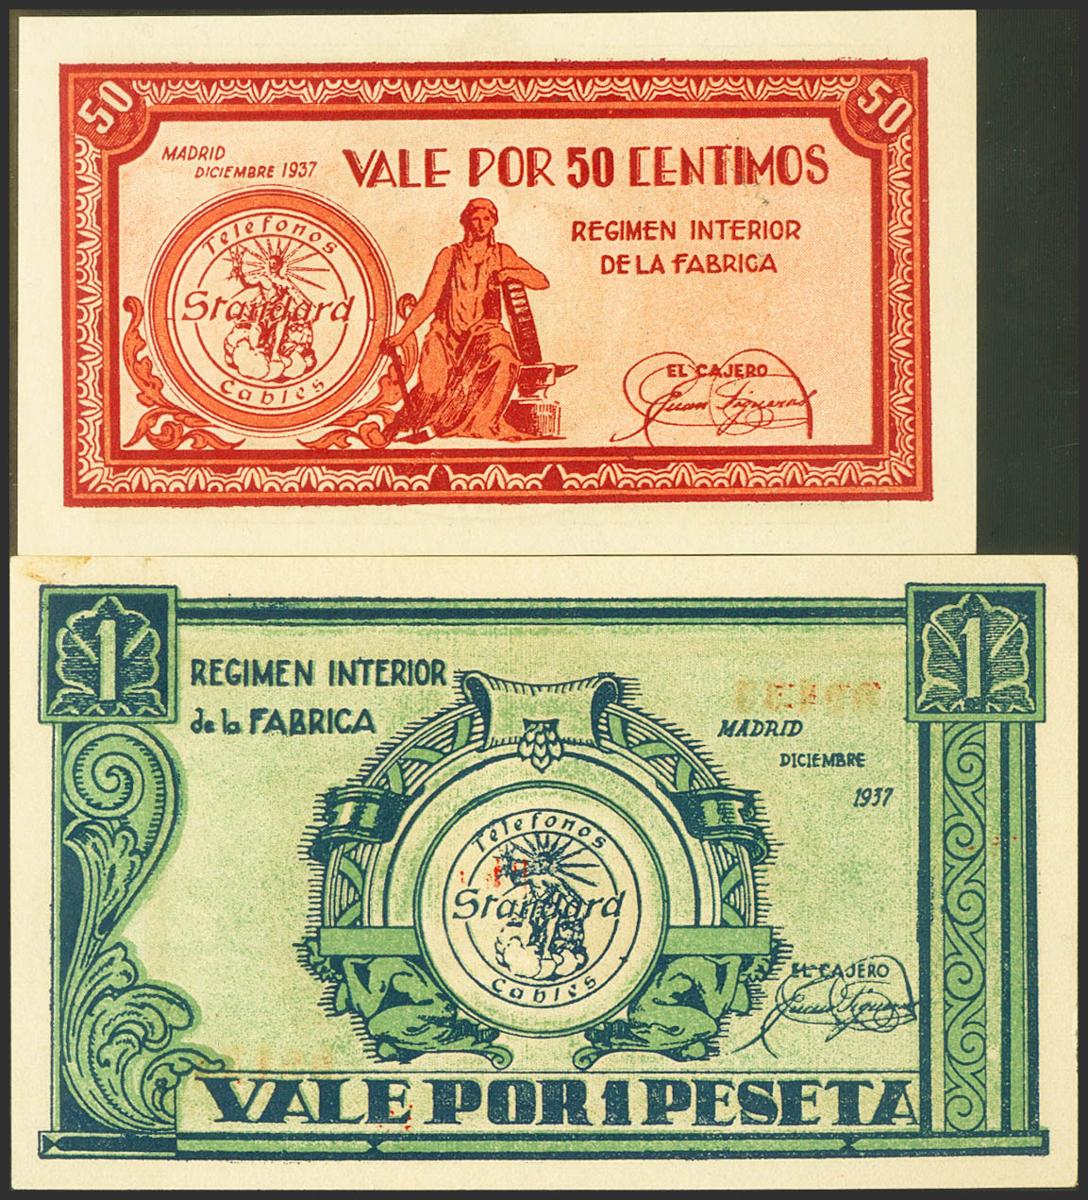 50
50
MADRID
DICIEMBRE 1937
VALE POR 50 CENTIMOS
REGIMEN INTERIOR
DE LA FABRICA
Telefonos
Standard
Cables
EL CAJERO
1
1
REGIMEN INTERIOR
de la FABRICA
MADRID
DICIEMBRE
1937
Telefonos
Standard
Cables
EL CAJERO
VALE POR 1 PESETA